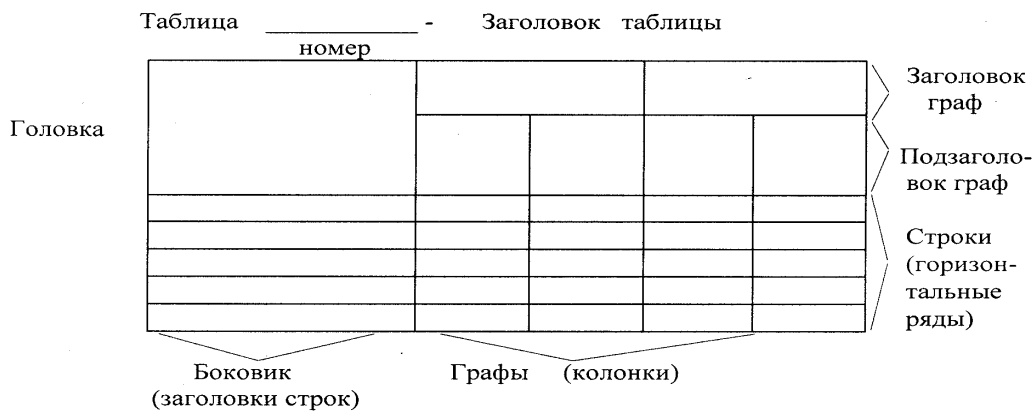 Таблица ____________ - Заголовок таблицы
номер
Заголовок
граф
Головка
Подзаголо-
вок граф
Строки
(горизон-
тальные
ряды)
Боковик
(заголовки строк)
Графы (колонки)